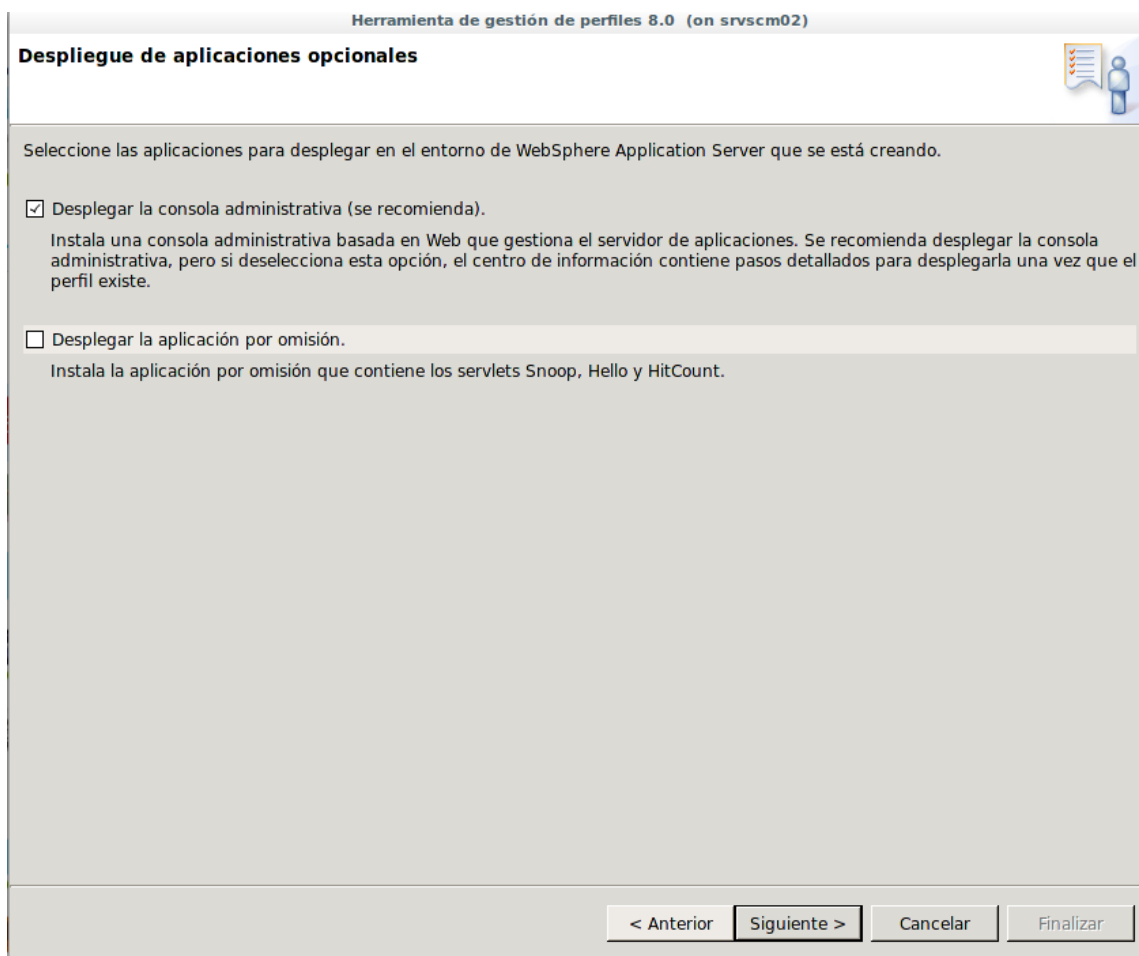 Herramienta de gestión de perfiles 8.0 (on srvscm02)
Despliegue de aplicaciones opcionales
Seleccione las aplicaciones para desplegar en el entorno de WebSphere Application Server que se está creando.
Desplegar la consola administrativa (se recomienda).
Instala una consola administrativa basada en Web que gestiona el servidor de aplicaciones. Se recomienda desplegar la consola
administrativa, pero si deselecciona esta opción, el centro de información contiene pasos detallados para desplegarla una vez que el
perfil existe.
Desplegar la aplicación por omisión.
Instala la aplicación por omisión que contiene los servlets Snoop, Hello y HitCount.
< Anterior Siguiente > Cancelar Finalizar